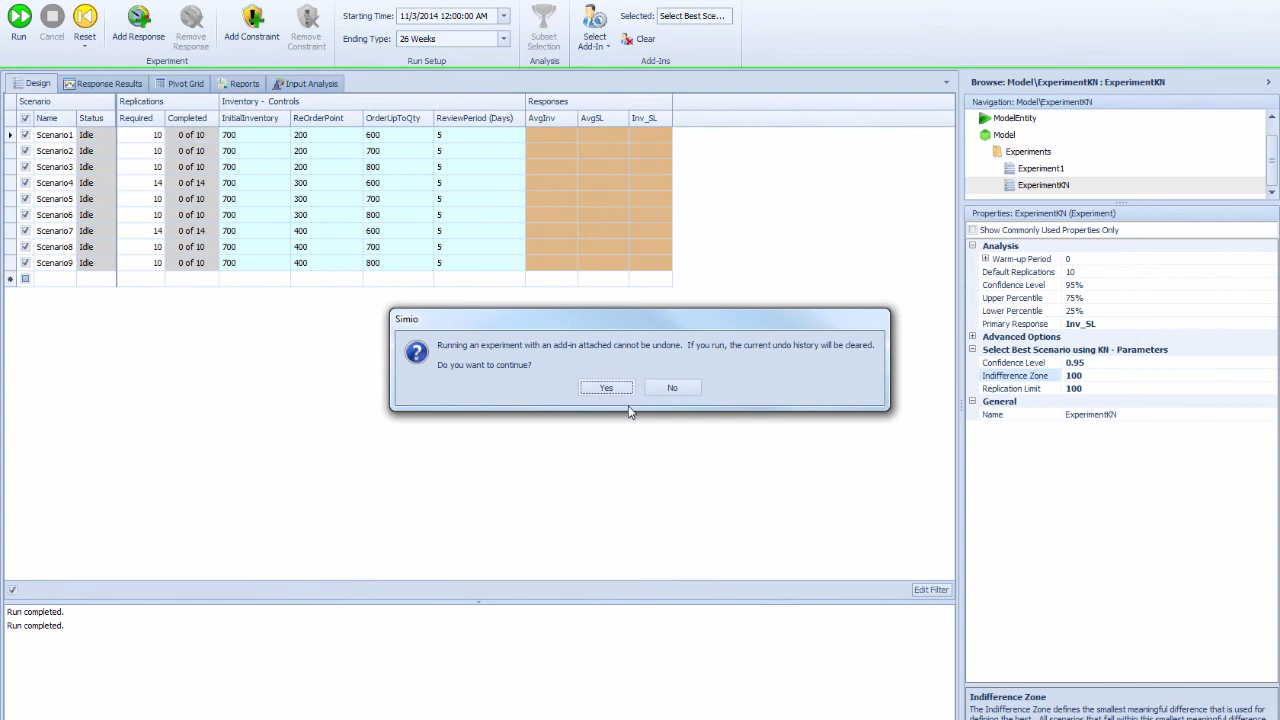 Run
Cancel
Reset
Add Response
Remove Response
Add Constraint
Remove Constraint
Experiment
Starting Time: 11/3/2014 12:00:00 AM
Ending Type: 26 Weeks
Run Setup
Subset Selection
Analysis
Select Add-In
Selected: Select Best Sce...
Clear
Add-Ins
Design Response Results Pivot Grid Reports Input Analysis
Scenario Replications Inventory - Controls Responses
Name Status Required Completed InitialInventory ReOrderPoint OrderUpToQty ReviewPeriod (Days) AvgInv AvgSL Inv_SL
Scenario1 Idle 10 0 of 10 700 200 600 5
Scenario2 Idle 10 0 of 10 700 200 700 5
Scenario3 Idle 10 0 of 10 700 200 800 5
Scenario4 Idle 14 0 of 14 700 300 600 5
Scenario5 Idle 10 0 of 10 700 300 700 5
Scenario6 Idle 10 0 of 10 700 300 800 5
Scenario7 Idle 14 0 of 14 700 400 600 5
Scenario8 Idle 10 0 of 10 700 400 700 5
Scenario9 Idle 10 0 of 10 700 400 800 5
Simio
Running an experiment with an add-in attached cannot be undone. If you run, the current undo history will be cleared.
Do you want to continue?
Yes No
Edit Filter
Run completed.
Run completed.
Browse: Model\ExperimentKN : ExperimentKN
Navigation: Model\ExperimentKN
ModelEntity
Model
Experiments
Experiment1
ExperimentKN
Properties: ExperimentKN (Experiment)
Show Commonly Used Properties Only
Analysis
Warm-up Period 0
Default Replications 10
Confidence Level 95%
Upper Percentile 75%
Lower Percentile 25%
Primary Response Inv_SL
Advanced Options
Select Best Scenario using KN - Parameters
Confidence Level 0.95
Indifference Zone 100
Replication Limit 100
General
Name ExperimentKN
Indifference Zone
The Indifference Zone defines the smallest meaningful difference that is used for
defining the best. All scenarios that fall within this smallest meaningful difference